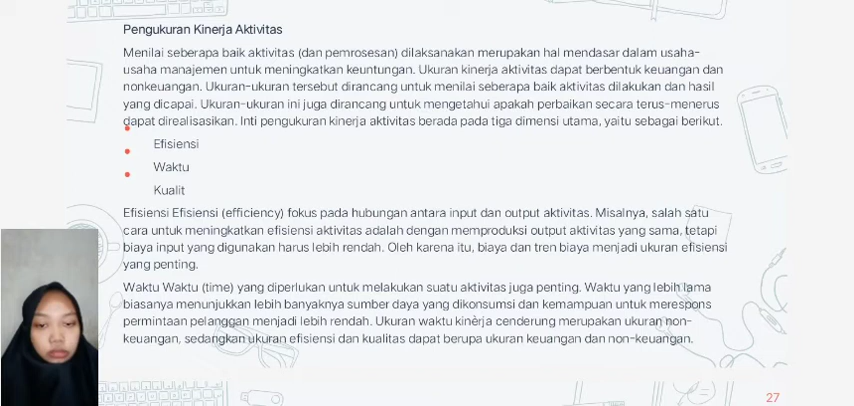 Pengukuran Kinerja Aktivitas
Menilai seberapa baik aktivitas (dan pemrosesan) dilaksanakan merupakan hal mendasar dalam usaha-
usaha manajemen untuk meningkatkan keuntungan. Ukuran kinerja aktivitas dapat berbentuk keuangan dan
nonkeuangan. Ukuran-ukuran tersebut dirancang untuk menilai seberapa baik aktivitas dilakukan dan hasil
yang dicapai. Ukuran-ukuran ini juga dirancang untuk mengetahui apakah perbaikan secara terus-menerus
dapat direalisasikan. Inti pengukuran kinerja aktivitas berada pada tiga dimensi utama, yaitu sebagai berikut.
Efisiensi
Waktu
Kualit
Efisiensi Efisiensi (efficiency) fokus pada hubungan antara input dan output aktivitas. Misalnya, salah satu
cara untuk meningkatkan efisiensi aktivitas adalah dengan memproduksi output aktivitas yang sama, tetapi
biaya input yang digunakan harus lebih rendah. Oleh karena itu, biaya dan tren biaya menjadi ukuran efisiensi
yang penting.
Waktu Waktu (time) yang diperlukan untuk melakukan suatu aktivitas juga penting. Waktu yang lebih lama
biasanya menunjukkan lebih banyaknya sumber daya yang dikonsumsi dan kemampuan untuk merespons
permintaan pelanggan menjadi lebih rendah. Ukuran waktu kinèrja cenderung merupakan ukuran non-
keuangan, sedangkan ukuran efisiensi dan kualitas dapat berupa ukuran keuangan dan non-keuangan.
27